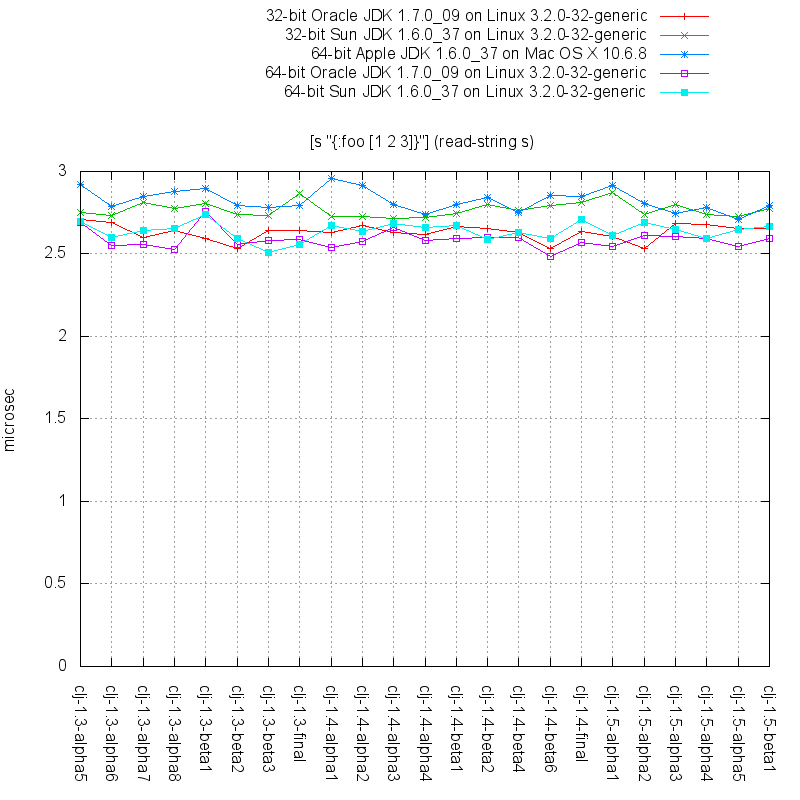 32-bit Oracle JDK 1.7.0_09 on Linux 3.2.0-32-generic
32-bit Sun JDK 1.6.0_37 on Linux 3.2.0-32-generic
64-bit Apple JDK 1.6.0_37 on Mac OS X 10.6.8
64-bit Oracle JDK 1.7.0_09 on Linux 3.2.0-32-generic
64-bit Sun JDK 1.6.0_37 on Linux 3.2.0-32-generic
[s "{:foo [1 2 3]}"] (read-string s)
3
2.5
2
1.5
1
0.5
0
microsec
clj-1.3-alpha5
clj-1.3-alpha6
clj-1.3-alpha7
clj-1.3-alpha8
clj-1.3-beta1
clj-1.3-beta2
clj-1.3-beta3
clj-1.3-final
clj-1.4-alpha1
clj-1.4-alpha2
clj-1.4-alpha3
clj-1.4-alpha4
clj-1.4-beta1
clj-1.4-beta2
clj-1.4-beta4
clj-1.4-beta6
clj-1.4-final
clj-1.5-alpha1
clj-1.5-alpha2
clj-1.5-alpha3
clj-1.5-alpha4
clj-1.5-alpha5
clj-1.5-beta1